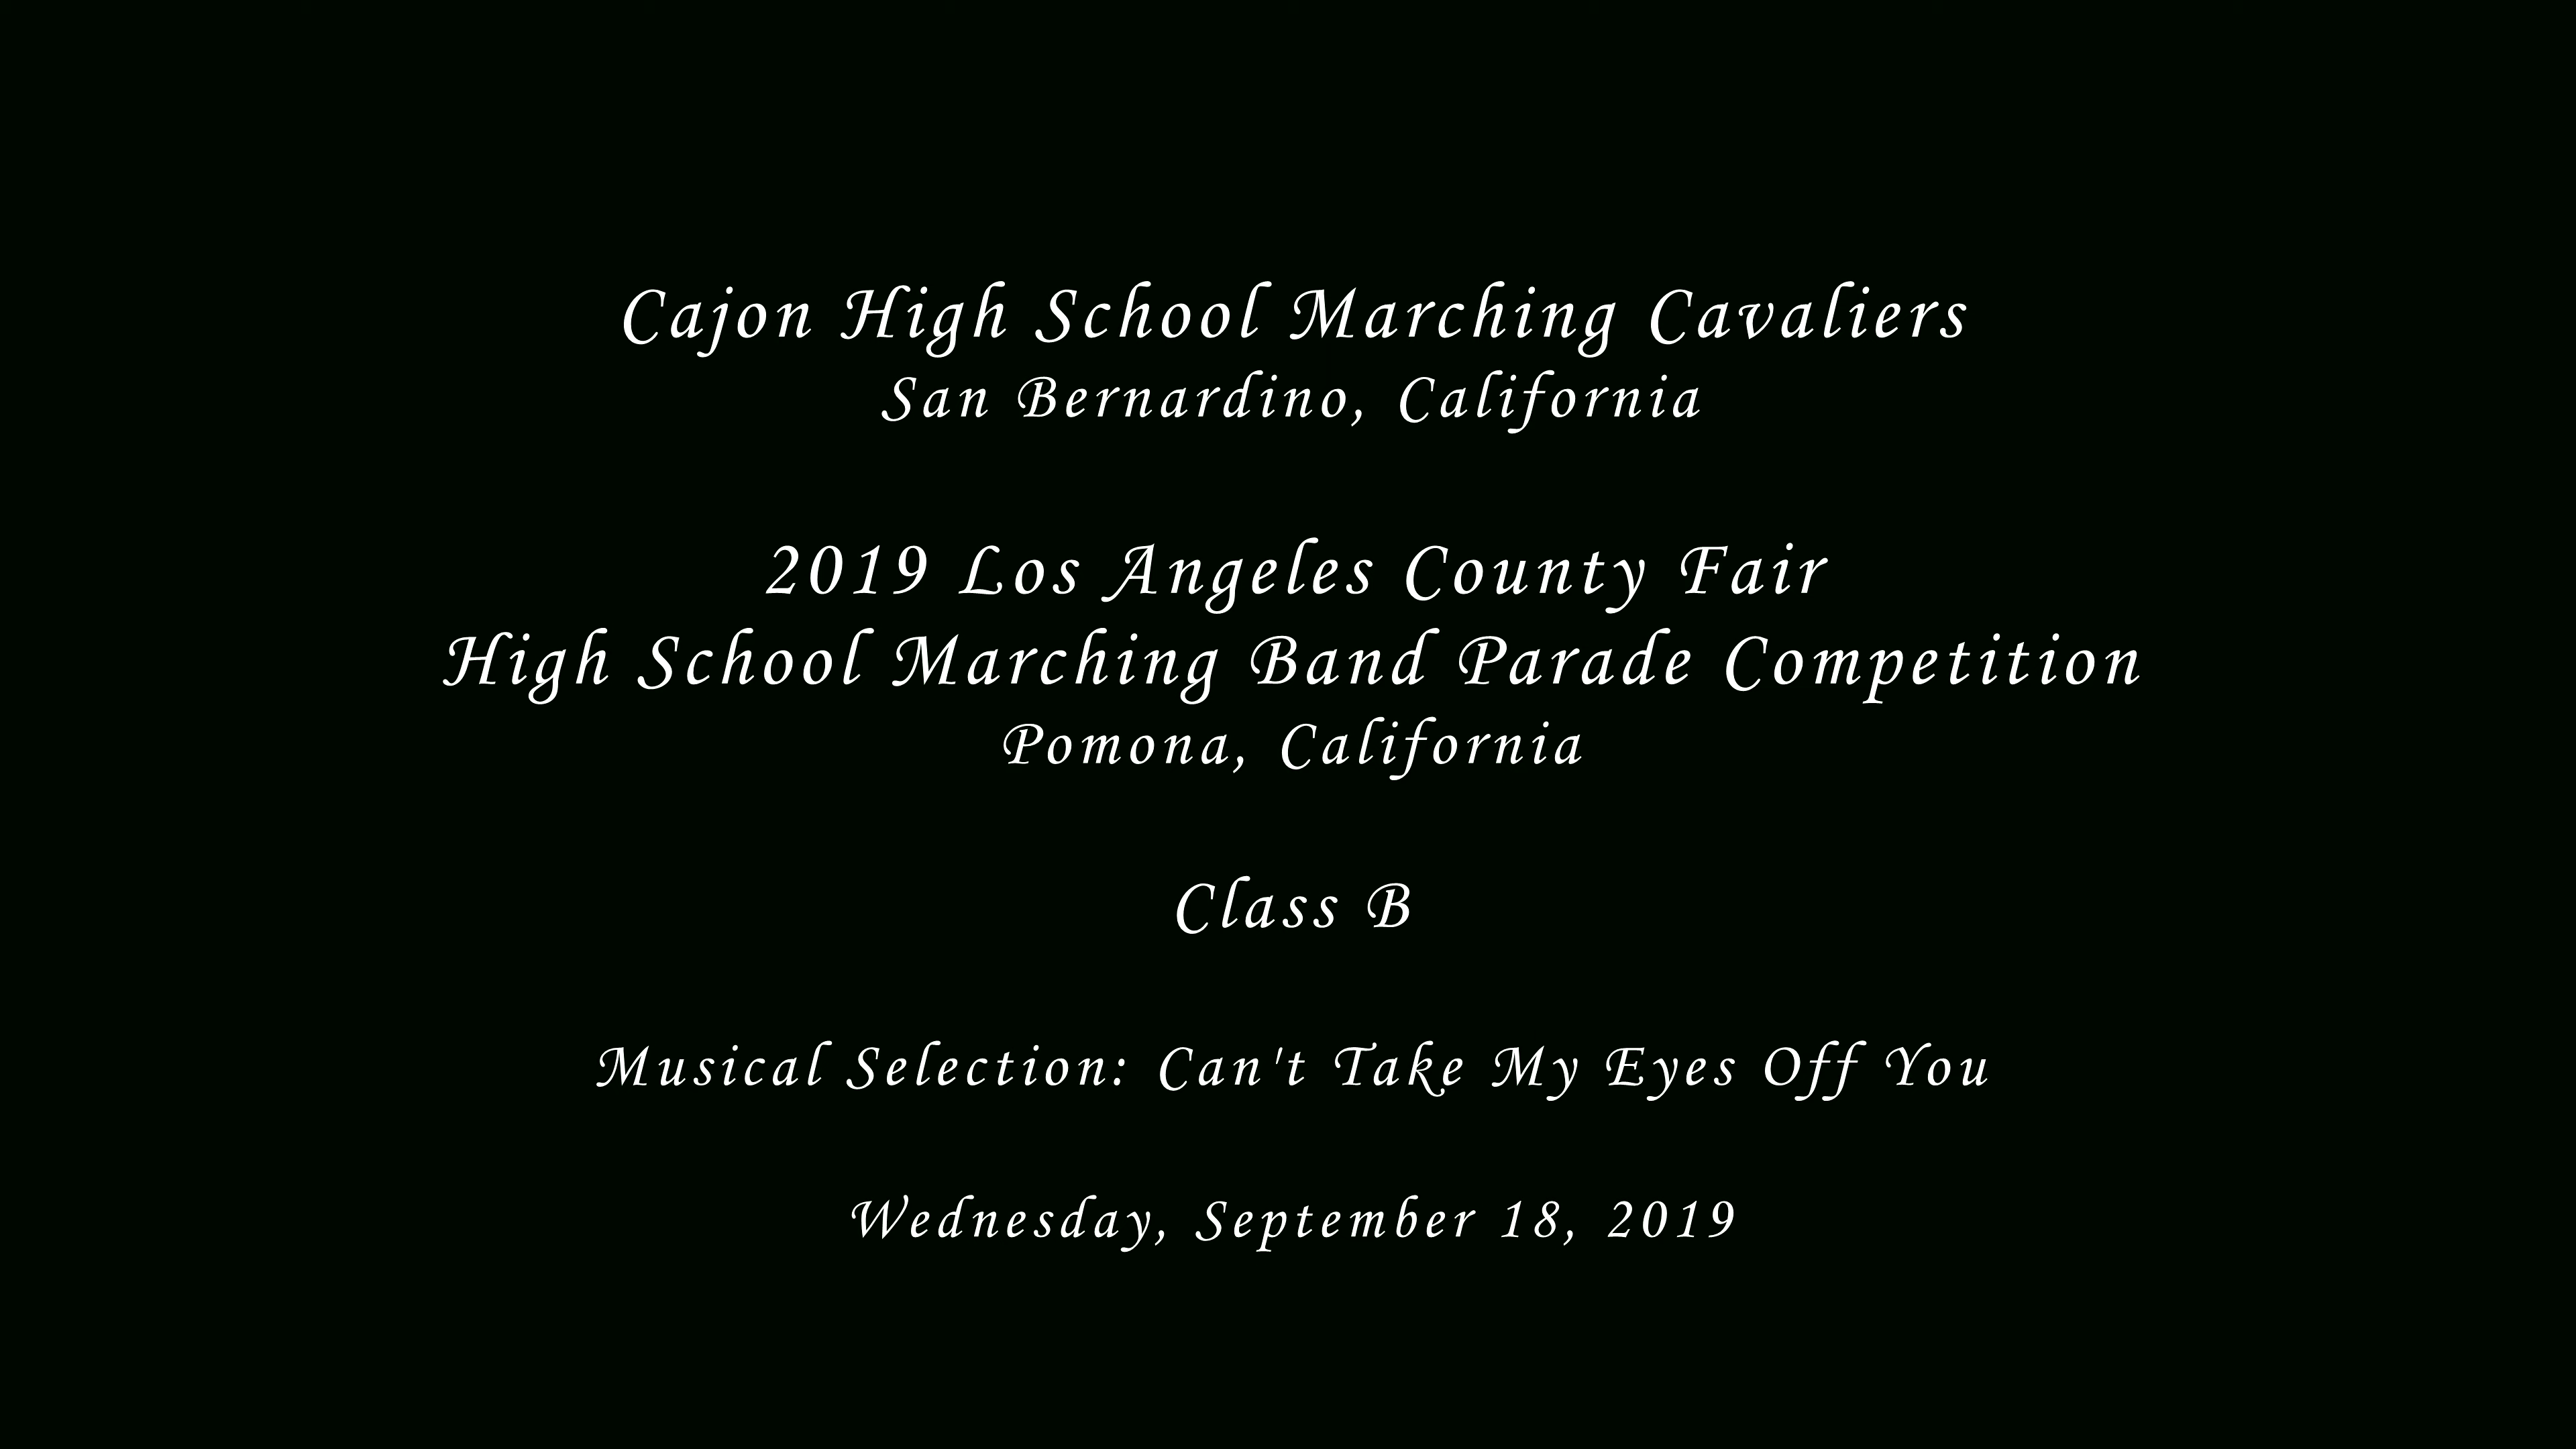 Cajon High School Marching Cavaliers
San Bernardino, California
2019 Los Angeles County Fair
High School Marching Band Parade Competition
Pomona, California
Class B
Musical Selection: Can't Take My Eyes Off You
Wednesday, September 18, 2019